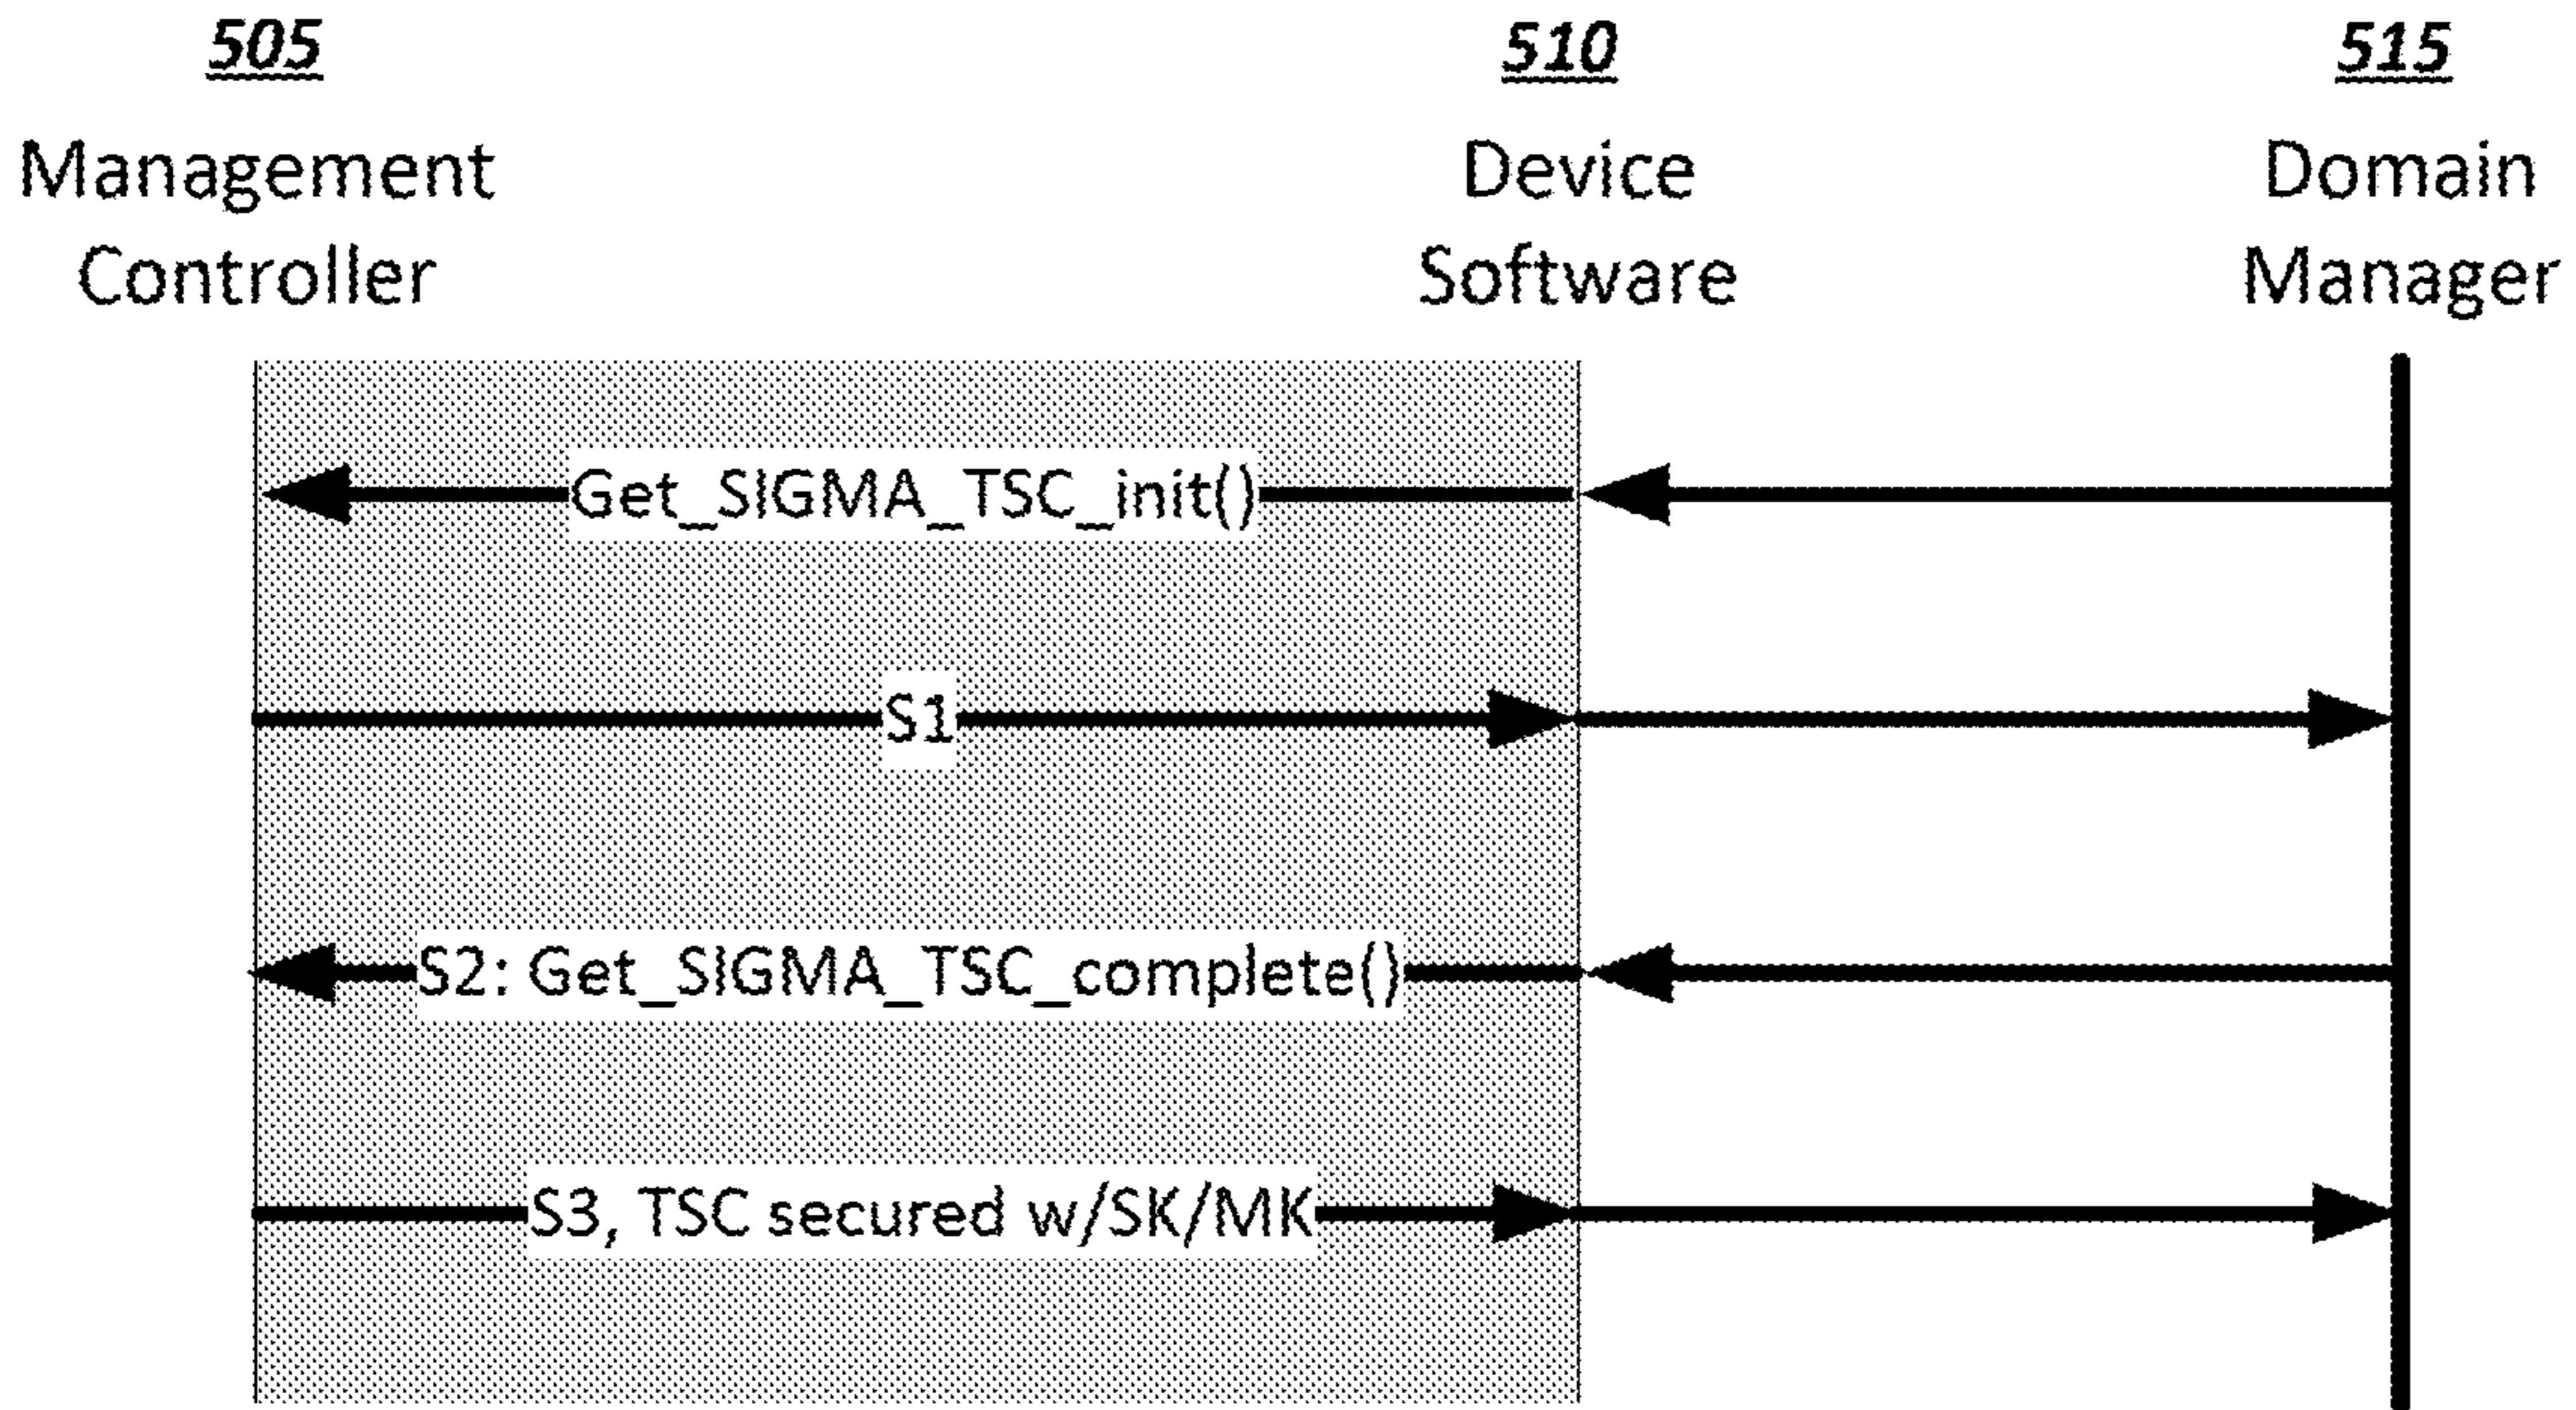 505
Management
Controller
510
Device
Software
515
Domain
Manager
Get_SIGMA_TSC_init()
S1
S2: Get_SIGMA_TSC_complete()
S3, TSC secured w/SK/MK